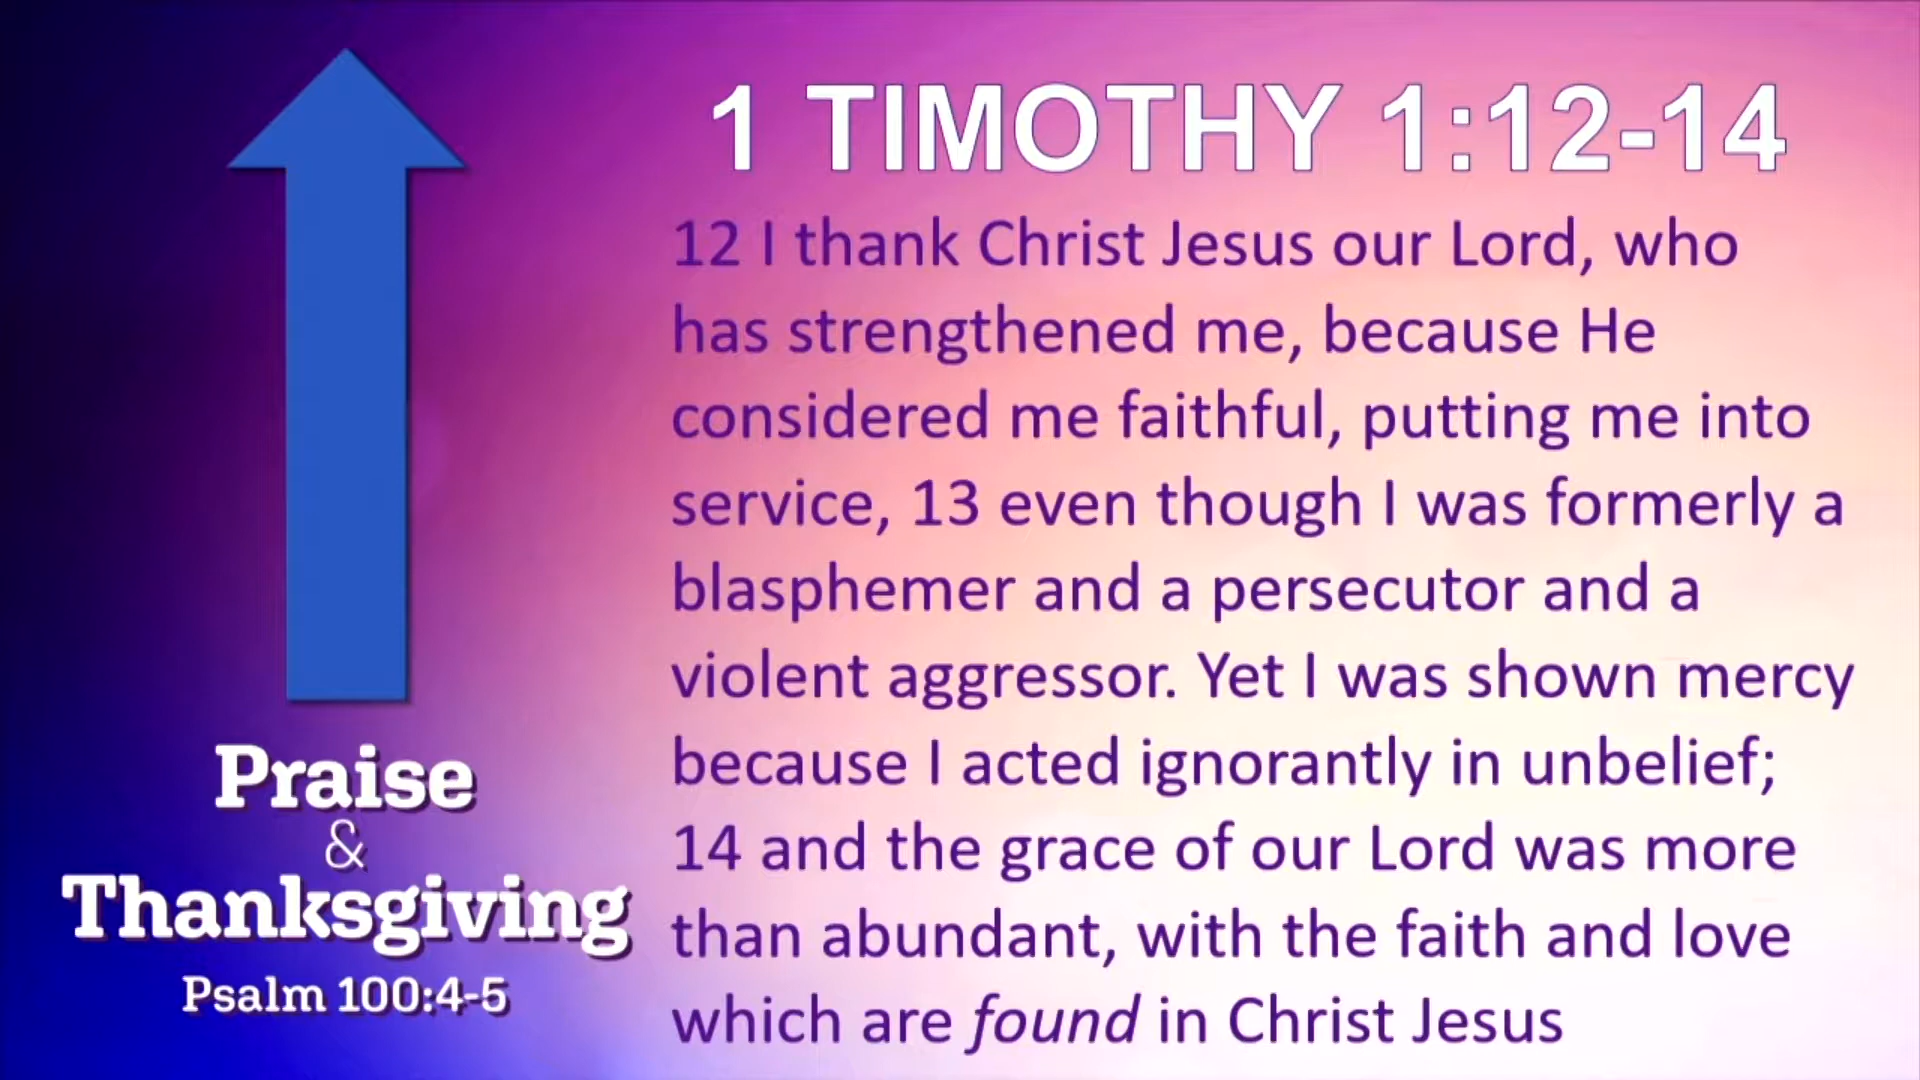 1 TIMOTHY 1:12-14
12 I thank Christ Jesus our Lord, who
has strengthened me, because He
considered me faithful, putting me into
service, 13 even though I was formerly a
blasphemer and a persecutor and a
violent aggressor. Yet I was shown mercy
because I acted ignorantly in unbelief;
14 and the grace of our Lord was more
than abundant, with the faith and love
which are found in Christ Jesus
Praise
&
Thanksgiving
Psalm 100:4-5